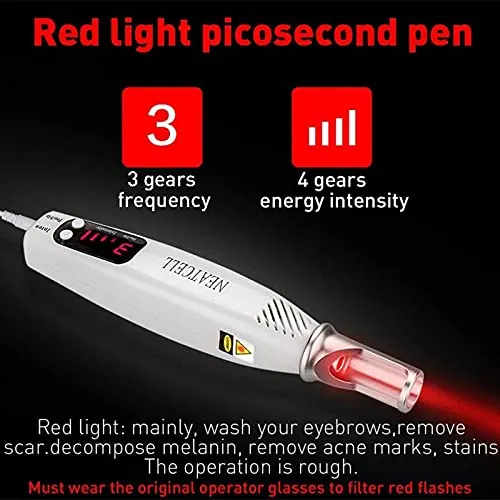 Red light picosecond pen
3
3 gears
frequency
4 gears
energy intensity
3
NEATCELL
Red light: mainly, wash your eyebrows,remove
scar.decompose melanin, remove acne marks, stains
The operation is rough.
Must wear the original operator glasses to filter red flashes